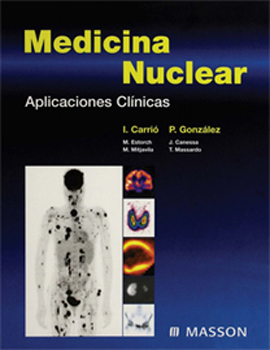 Medicina
Nuclear
Aplicaciones Clínicas
I. Carrió P. González
M. Estorch J. Canessa
M. Mitjavila T. Massardo
MASSON